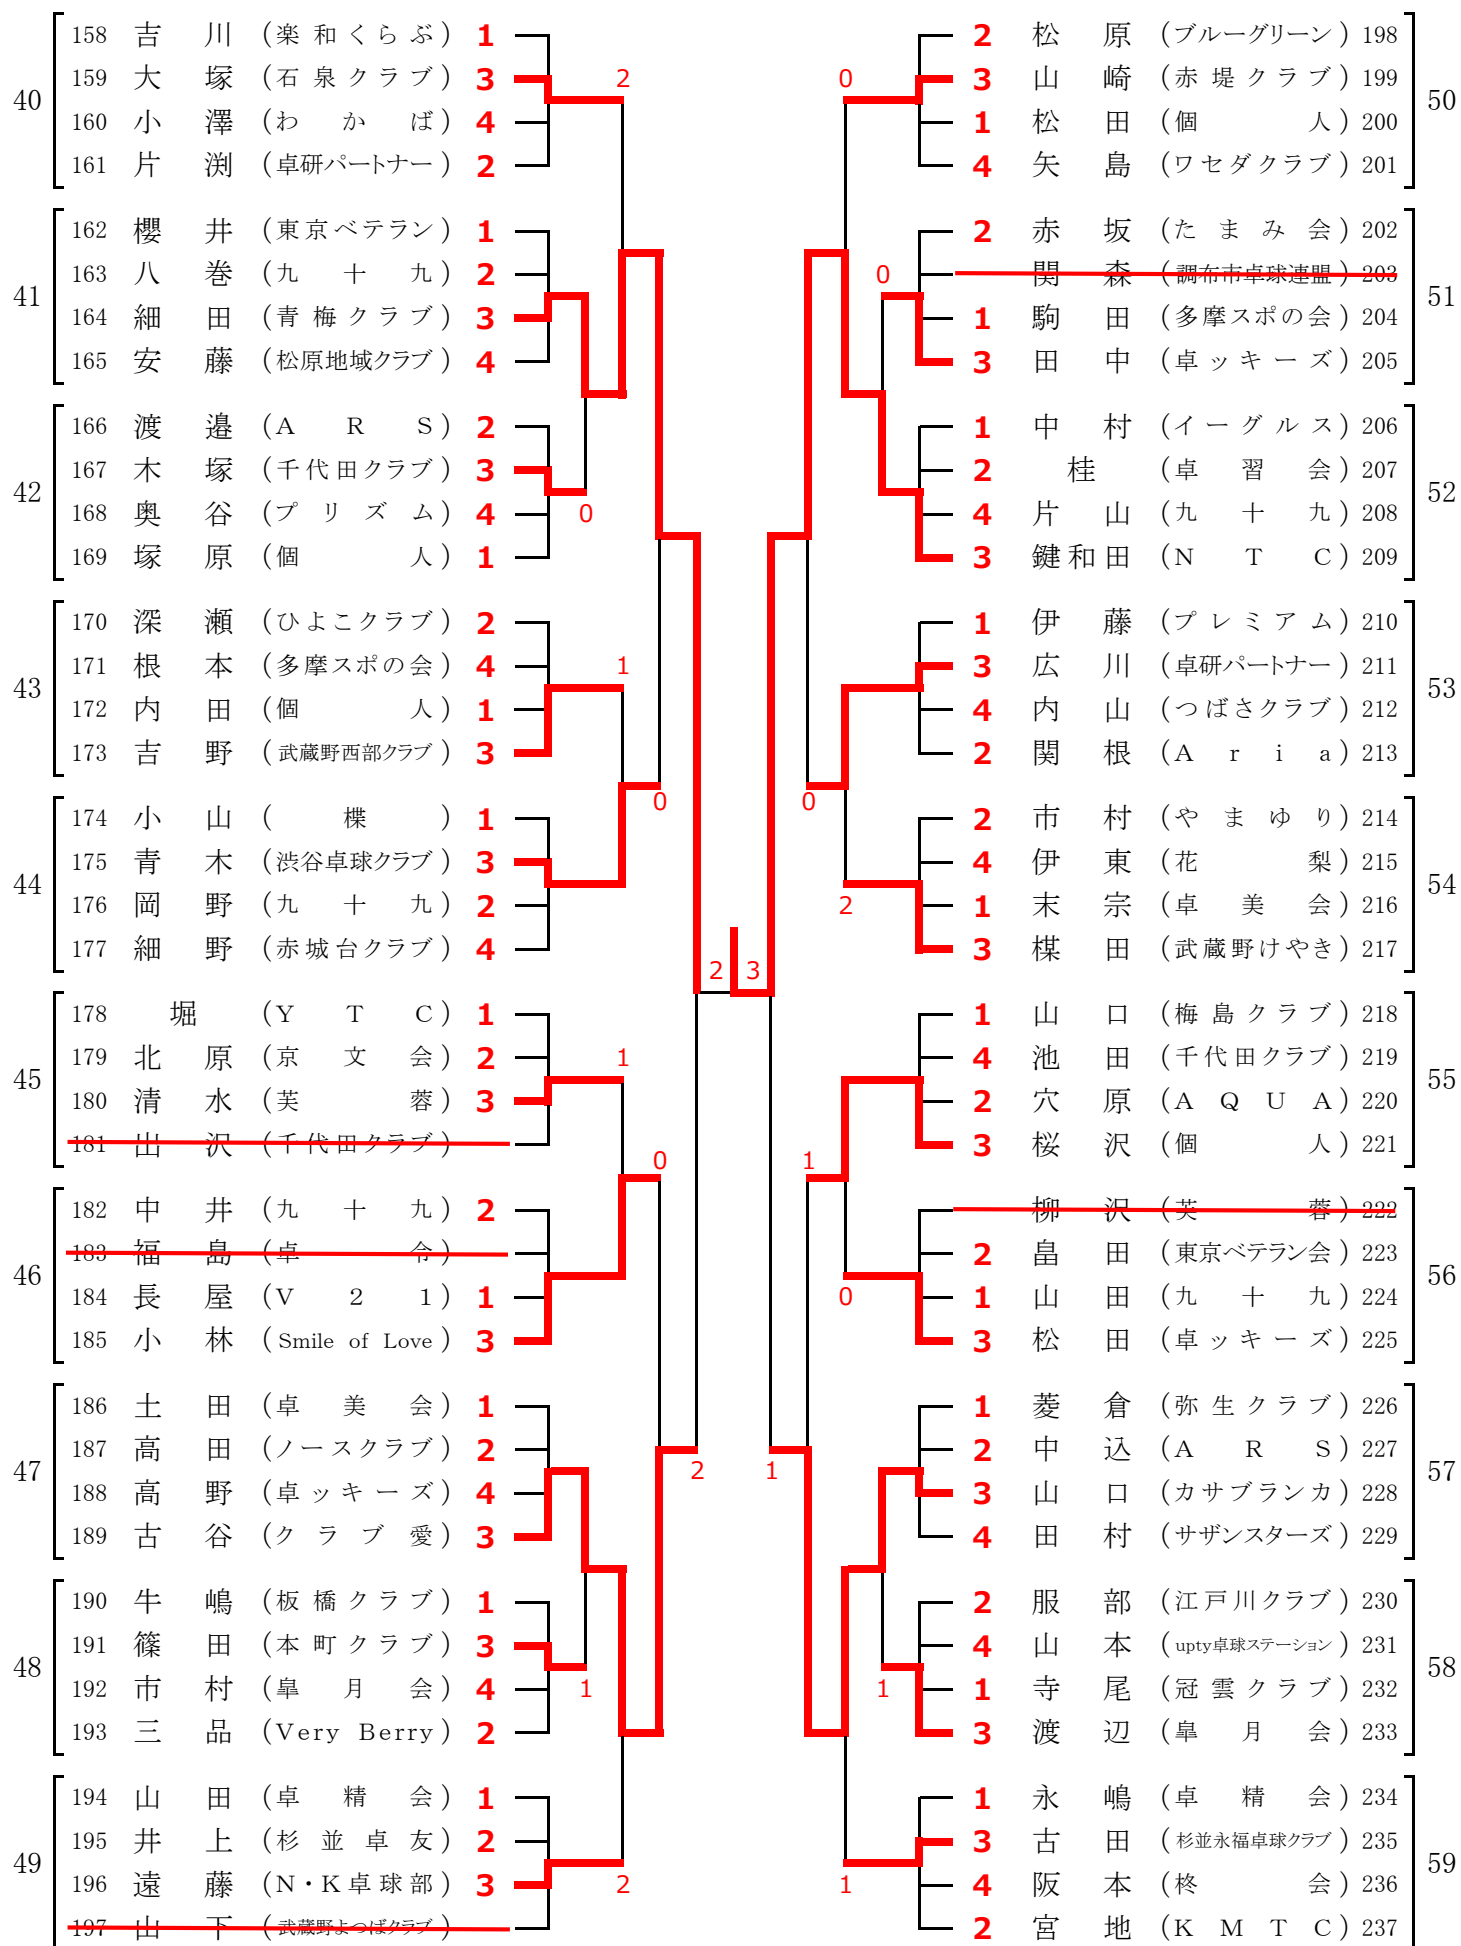 40
158 吉川 (楽和くらぶ) 1
159 大塚 (石泉クラブ) 3
160 小澤 (わかば) 4
161 片渕 (卓研パートナー) 2
2
41
162 櫻井 (東京ベテラン) 1
163 八巻 (九十九) 2
164 細田 (青梅クラブ) 3
165 安藤 (松原地域クラブ) 4
42
166 渡邉 (ARS) 2
167 木塚 (千代田クラブ) 3
168 奥谷 (プリズム) 4
169 塚原 (個人) 1
0
43
170 深瀬 (ひよこクラブ) 2
171 根本 (多摩スポの会) 4
172 内田 (個人) 1
173 吉野 (武蔵野西部クラブ) 3
1
0
44
174 小山 (楪) 1
175 青木 (渋谷卓球クラブ) 3
176 岡野 (九十九) 2
177 細野 (赤城台クラブ) 4
2 3
45
178 堀 (YTC) 1
179 北原 (京文会) 2
180 清水 (芙蓉) 3
181 山沢 (千代田クラブ)
1
0
46
182 中井 (九十九) 2
183 福島 (卓令)
184 長屋 (V21) 1
185 小林 (Smile of Love) 3
47
186 土田 (卓美会) 1
187 高田 (ノースクラブ) 2
188 高野 (卓ッキーズ) 4
189 古谷 (クラブ愛) 3
2
48
190 牛嶋 (板橋クラブ) 1
191 篠田 (本町クラブ) 3
192 市村 (皐月会) 4
193 三品 (Very Berry) 2
1
49
194 山田 (卓精会) 1
195 井上 (杉並卓友) 2
196 遠藤 (N・K卓球部) 3
197 山下 (武蔵野よつばクラブ)
2
50
2 松原 (ブルーグリーン) 198
3 山崎 (赤堤クラブ) 199
1 松田 (個人) 200
4 矢島 (ワセダクラブ) 201
0
51
2 赤坂 (たまみ会) 202
関森 (調布市卓球連盟) 203
1 駒田 (多摩スポの会) 204
3 田中 (卓ッキーズ) 205
0
52
1 中村 (イーグルス) 206
2 桂 (卓習会) 207
4 片山 (九十九) 208
3 鍵和田 (NTC) 209
53
1 伊藤 (プレミアム) 210
3 広川 (卓研パートナー) 211
4 内山 (つばさクラブ) 212
2 関根 (Aria) 213
0
54
2 市村 (やまゆり) 214
4 伊東 (花梨) 215
1 末宗 (卓美会) 216
3 楳田 (武蔵野けやき) 217
2
55
1 山口 (梅島クラブ) 218
4 池田 (千代田クラブ) 219
2 穴原 (AQUA) 220
3 桜沢 (個人) 221
1
56
柳沢 (芙蓉) 222
2 畠田 (東京ベテラン会) 223
1 山田 (九十九) 224
3 松田 (卓ッキーズ) 225
0
57
1 菱倉 (弥生クラブ) 226
2 中込 (ARS) 227
3 山口 (カサブランカ) 228
4 田村 (サザンスターズ) 229
1
58
2 服部 (江戸川クラブ) 230
4 山本 (upty卓球ステーション) 231
1 寺尾 (冠雲クラブ) 232
3 渡辺 (皐月会) 233
1
59
1 永嶋 (卓精会) 234
3 古田 (杉並永福卓球クラブ) 235
4 阪本 (柊会) 236
2 宮地 (KMTC) 237
1